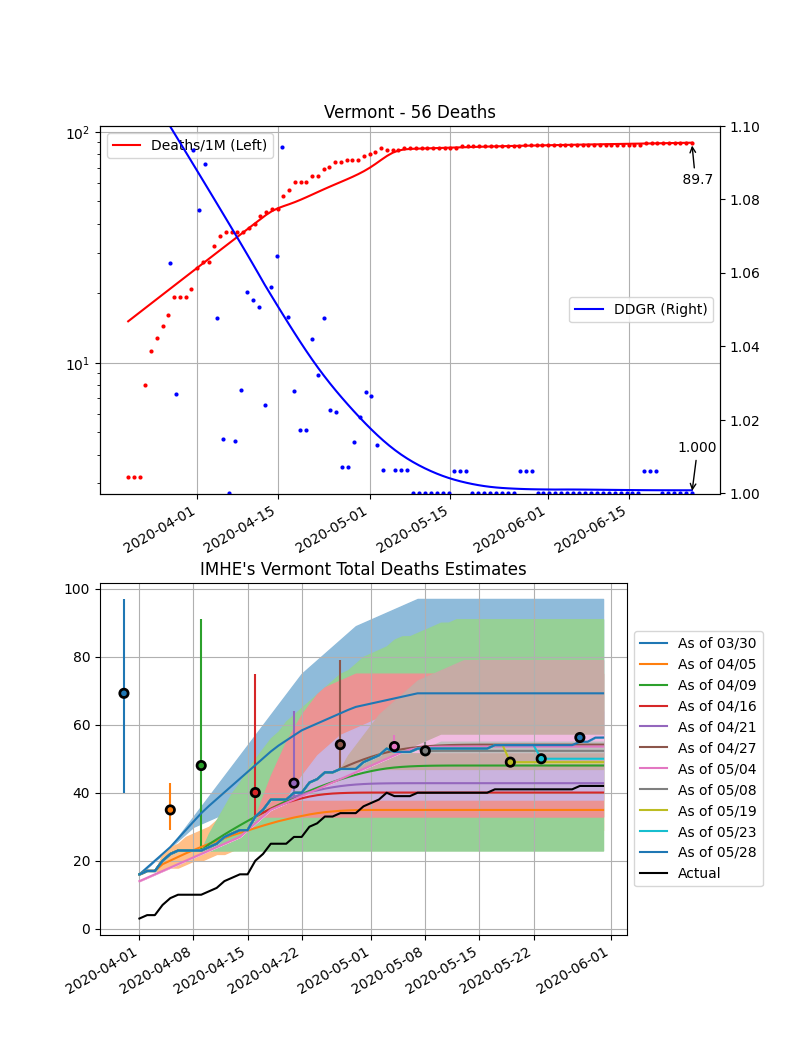 Vermont - 56 Deaths
10²
10¹
Deaths/1M (Left)
89.7
DDGR (Right)
1.000
1.10
1.08
1.06
1.04
1.02
1.00
2020-04-01
2020-04-15
2020-05-01
2020-05-15
2020-06-01
2020-06-15
IMHE's Vermont Total Deaths Estimates
100
80
60
40
20
0
2020-04-01
2020-04-08
2020-04-15
2020-04-22
2020-05-01
2020-05-08
2020-05-15
2020-05-22
2020-06-01
As of 03/30
As of 04/05
As of 04/09
As of 04/16
As of 04/21
As of 04/27
As of 05/04
As of 05/08
As of 05/19
As of 05/23
As of 05/28
Actual